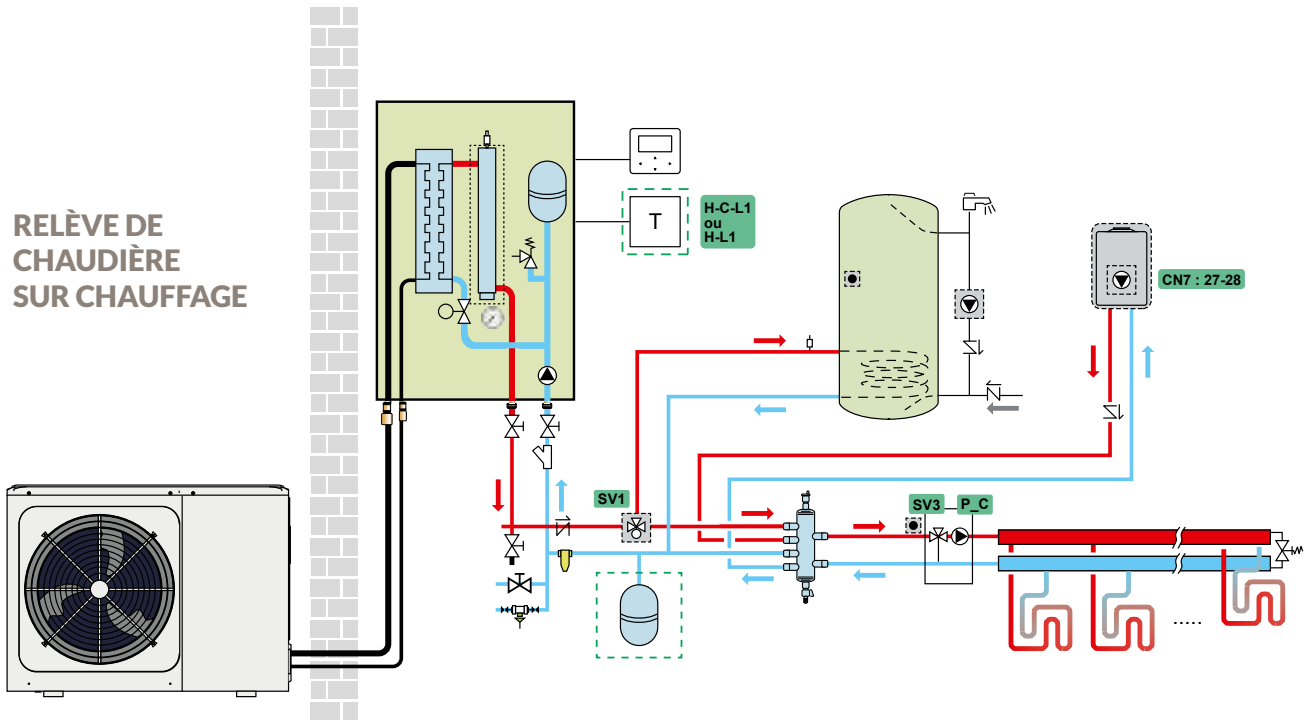 RELÈVE DE
CHAUDIÈRE
SUR CHAUFFAGE
T
H-C-L1
ou
H-L1
CN7 : 27-28
SV1
SV3
P_C
.....